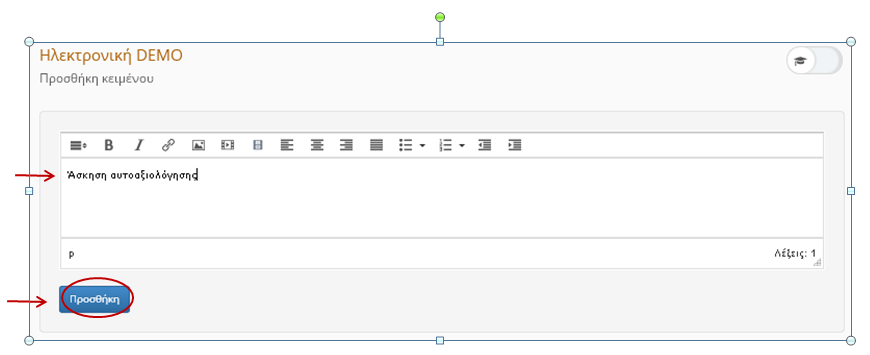 Ηλεκτρονική DEMO
Προσθήκη κειμένου
B I
Άσκηση αυτοαξιολόγησης
p Λέξεις: 1
Προσθήκη